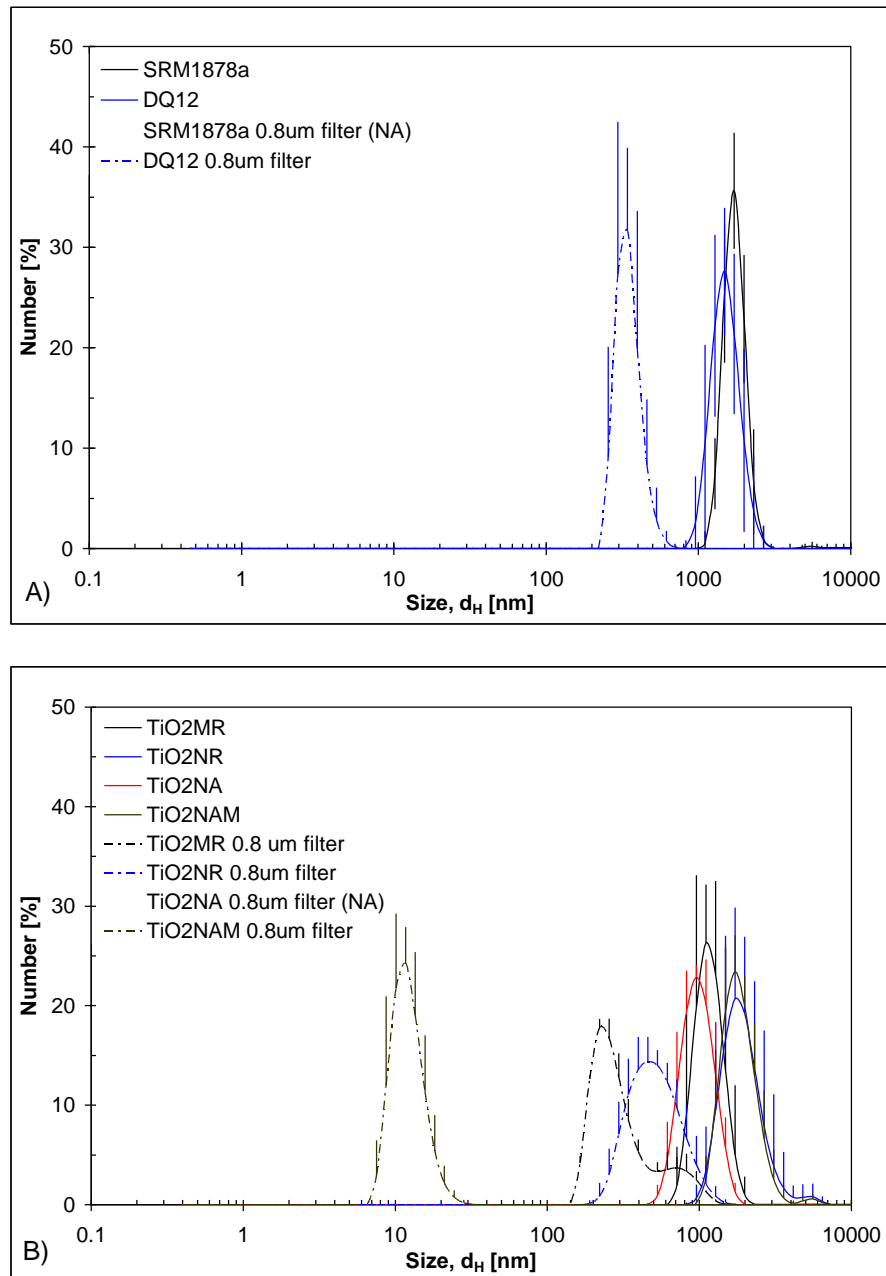 50
40
30
20
10
0
Number [%]
SRM1878a
DQ12
SRM1878a 0.8um filter (NA)
DQ12 0.8um filter
0.1 1 10 100 1000 10000
A)
Size, dH [nm]
50
40
30
20
10
0
Number [%]
TiO2MR
TiO2NR
TiO2NA
TiO2NAM
TiO2MR 0.8 um filter
TiO2NR 0.8um filter
TiO2NA 0.8um filter (NA)
TiO2NAM 0.8um filter
0.1 1 10 100 1000 10000
B)
Size, dH [nm]